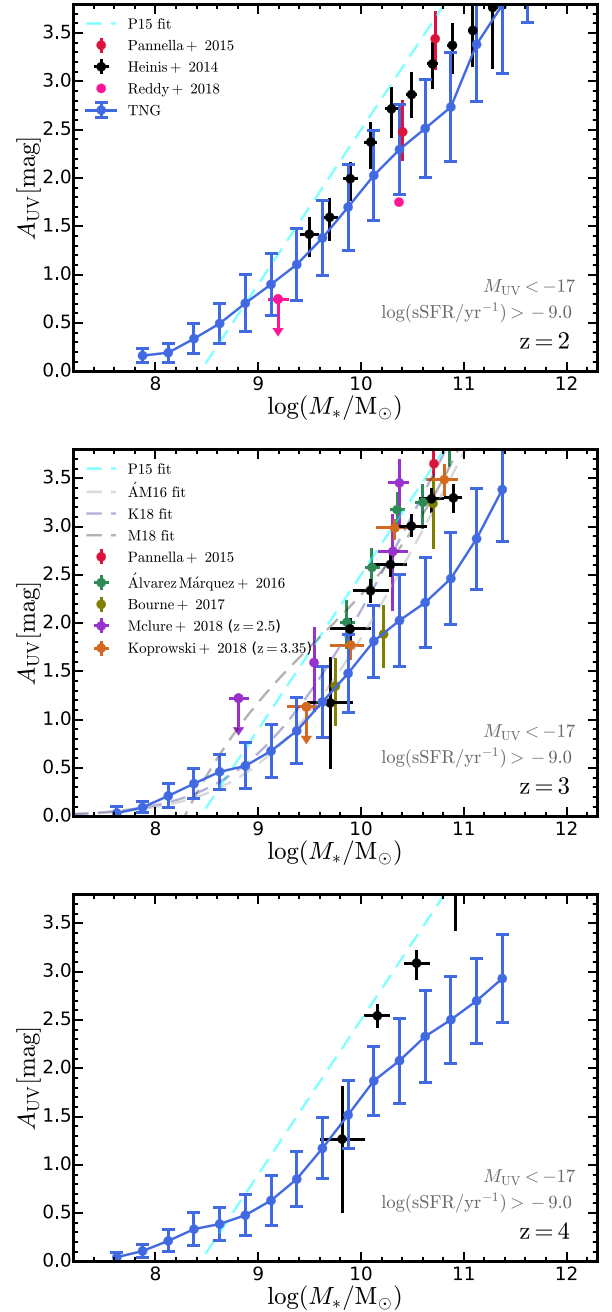 3.5
3.0
2.5
2.0
1.5
1.0
0.5
0.0
A_UV[mag]
P15 fit
Pannella+ 2015
Heinis+ 2014
Reddy+ 2018
TNG
M_UV < −17
log(sSFR/yr⁻¹) > −9.0
z = 2
8 9 10 11 12
log(M_*/M_⊙)
3.5
3.0
2.5
2.0
1.5
1.0
0.5
0.0
A_UV[mag]
P15 fit
ÁM16 fit
K18 fit
M18 fit
Pannella+ 2015
Álvarez Márquez+ 2016
Bourne+ 2017
Mclure+ 2018 (z=2.5)
Koprowski+ 2018 (z=3.35)
M_UV < −17
log(sSFR/yr⁻¹) > −9.0
z = 3
8 9 10 11 12
log(M_*/M_⊙)
3.5
3.0
2.5
2.0
1.5
1.0
0.5
0.0
A_UV[mag]
M_UV < −17
log(sSFR/yr⁻¹) > −9.0
z = 4
8 9 10 11 12
log(M_*/M_⊙)